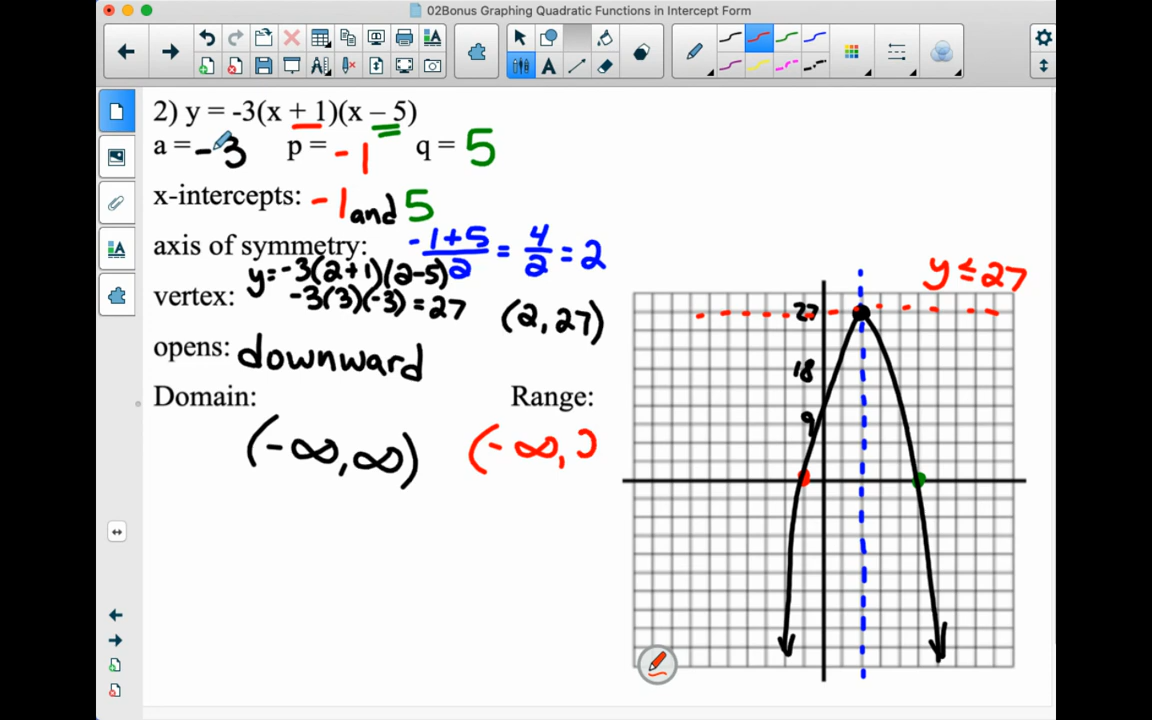 02Bonus Graphing Quadratic Functions in Intercept Form
2) y = -3(x + 1)(x – 5)
a = -3 p = -1 q = 5
x-intercepts: -1 and 5
axis of symmetry: -1+5/2 = 4/2 = 2
y=-3(2+1)(2-5)
vertex: -3(3)(-3) = 27 (2, 27)
opens: downward
Domain: Range:
(-∞, ∞) (-∞,
y ≤ 27
27
18
9